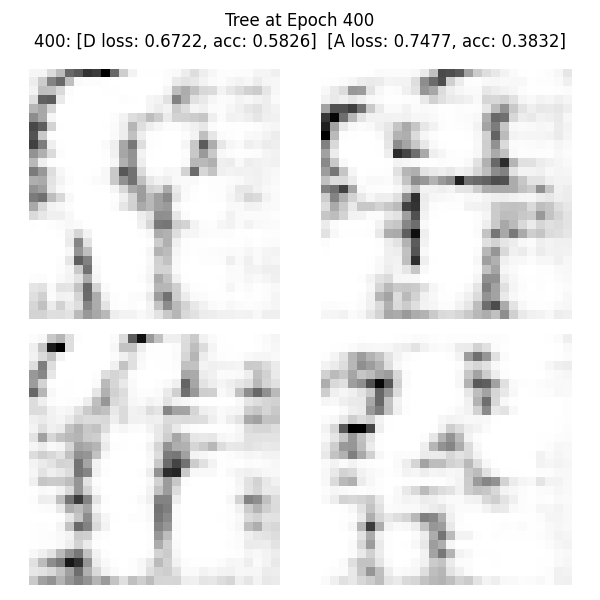 Tree at Epoch 400
400: [D loss: 0.6722, acc: 0.5826]  [A loss: 0.7477, acc: 0.3832]